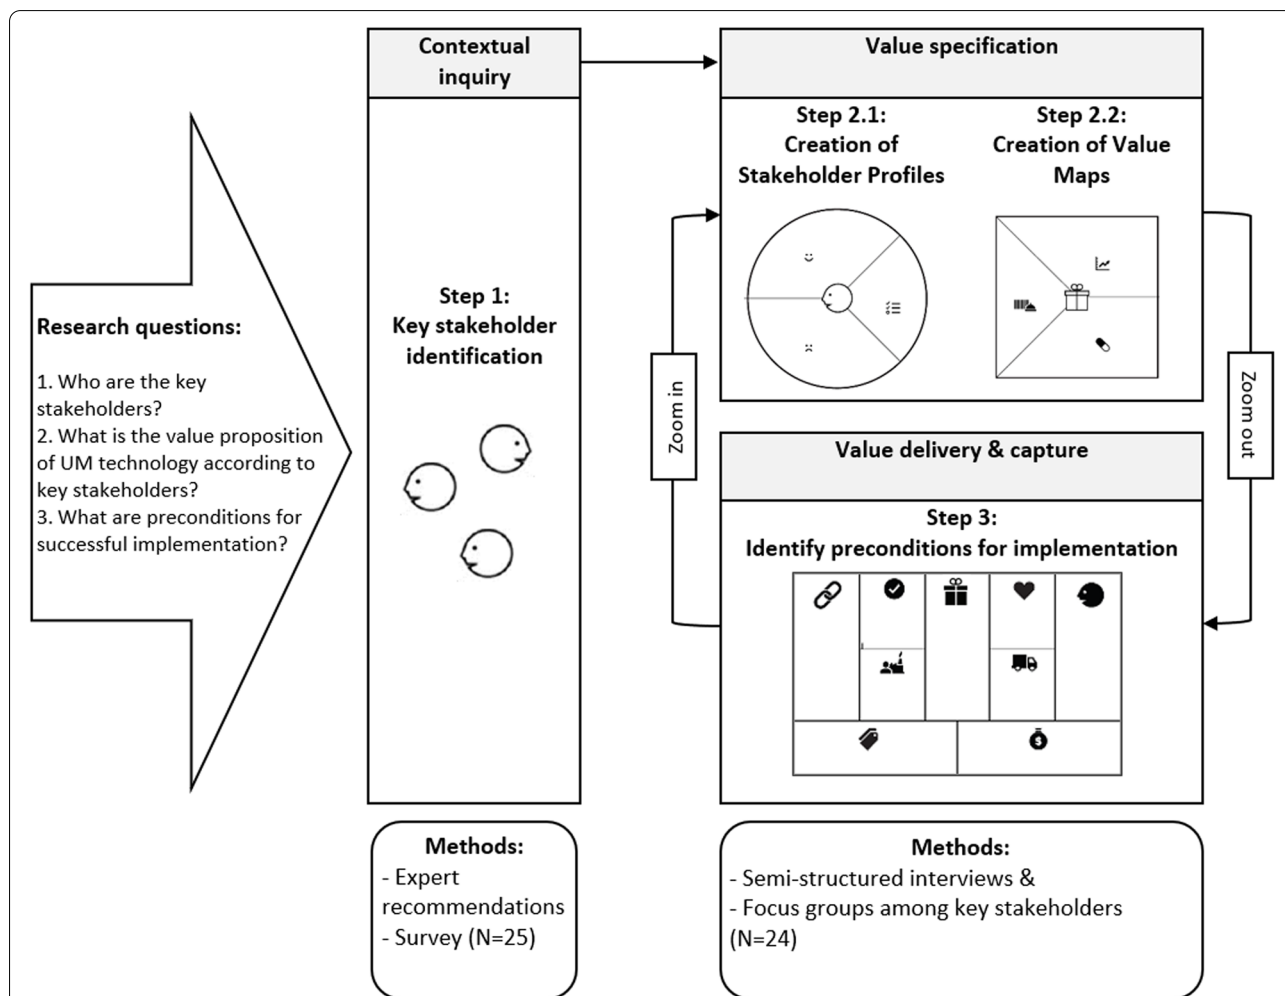 Research questions:
1. Who are the key
stakeholders?
2. What is the value proposition
of UM technology according to
key stakeholders?
3. What are preconditions for
successful implementation?
Contextual
inquiry
Step 1:
Key stakeholder
identification
Methods:
- Expert
recommendations
- Survey (N=25)
Value specification
Step 2.1:
Creation of
Stakeholder Profiles
Step 2.2:
Creation of Value
Maps
Zoom in
Zoom out
Value delivery & capture
Step 3:
Identify preconditions for implementation
$
Methods:
- Semi-structured interviews &
- Focus groups among key stakeholders
(N=24)